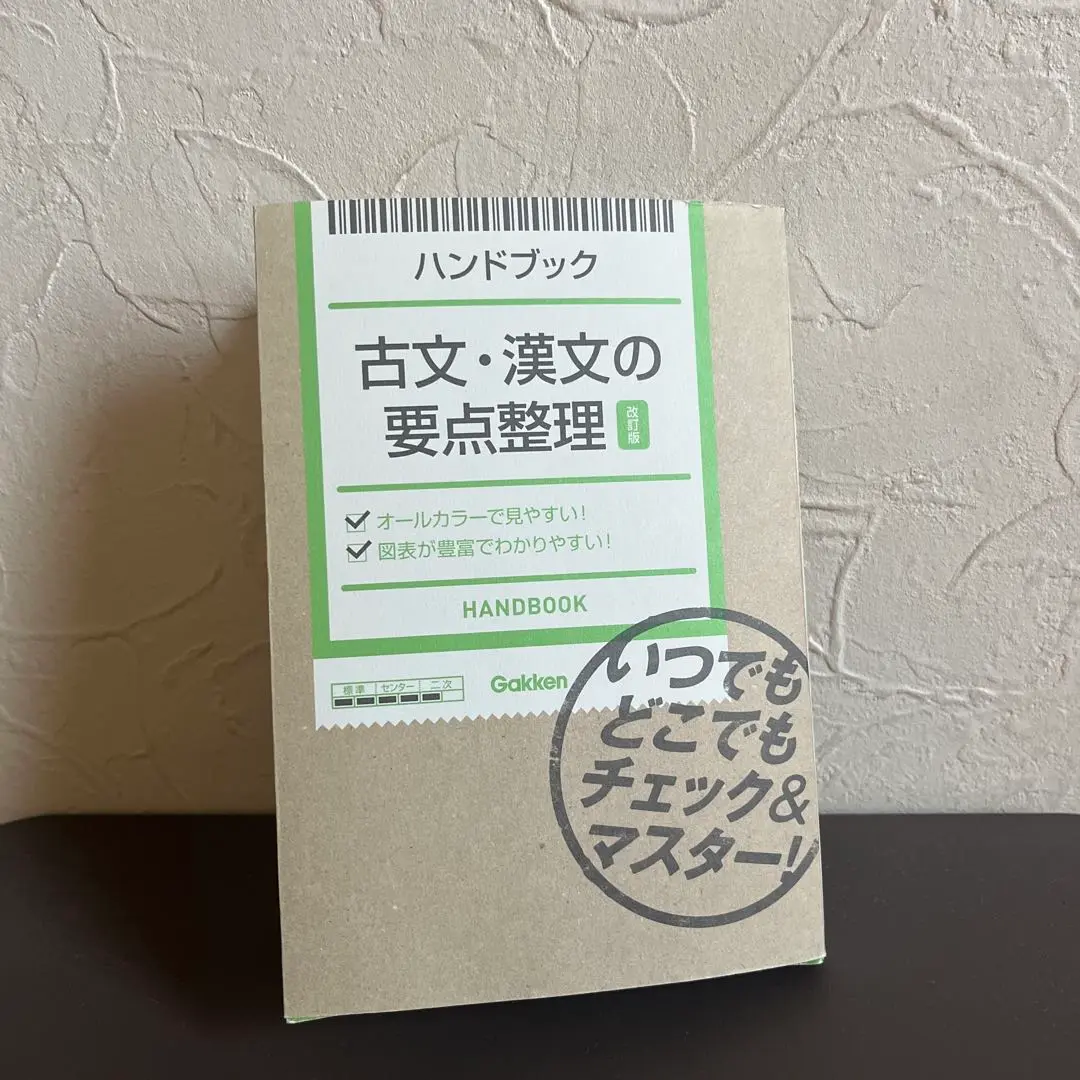 ハンドブック
古文・漢文の
要点整理 改訂版
オールカラーで見やすい!
図表が豊富でわかりやすい!
HANDBOOK
標準 センター 二次
Gakken
いつでも
どこでも
チェック&
マスター!